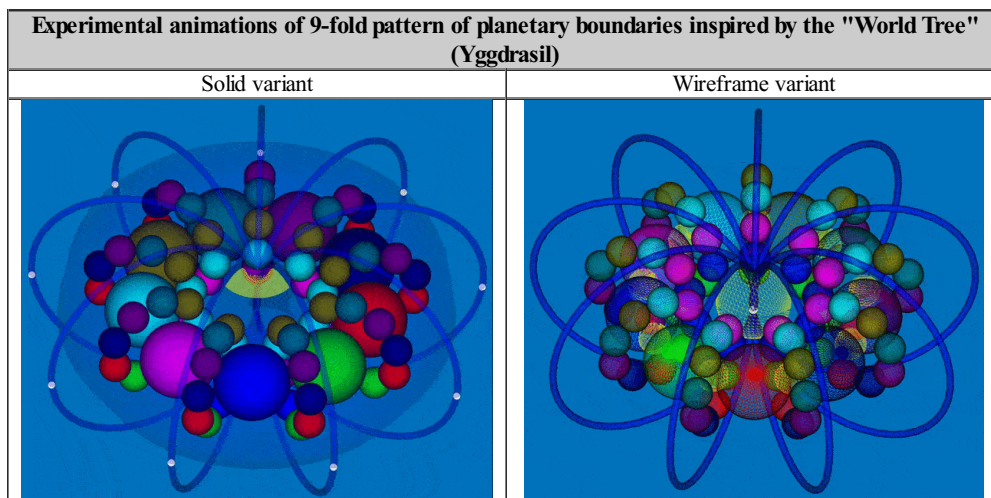 Experimental animations of 9-fold pattern of planetary boundaries inspired by the "World Tree"
(Yggdrasil)
Solid variant
Wireframe variant